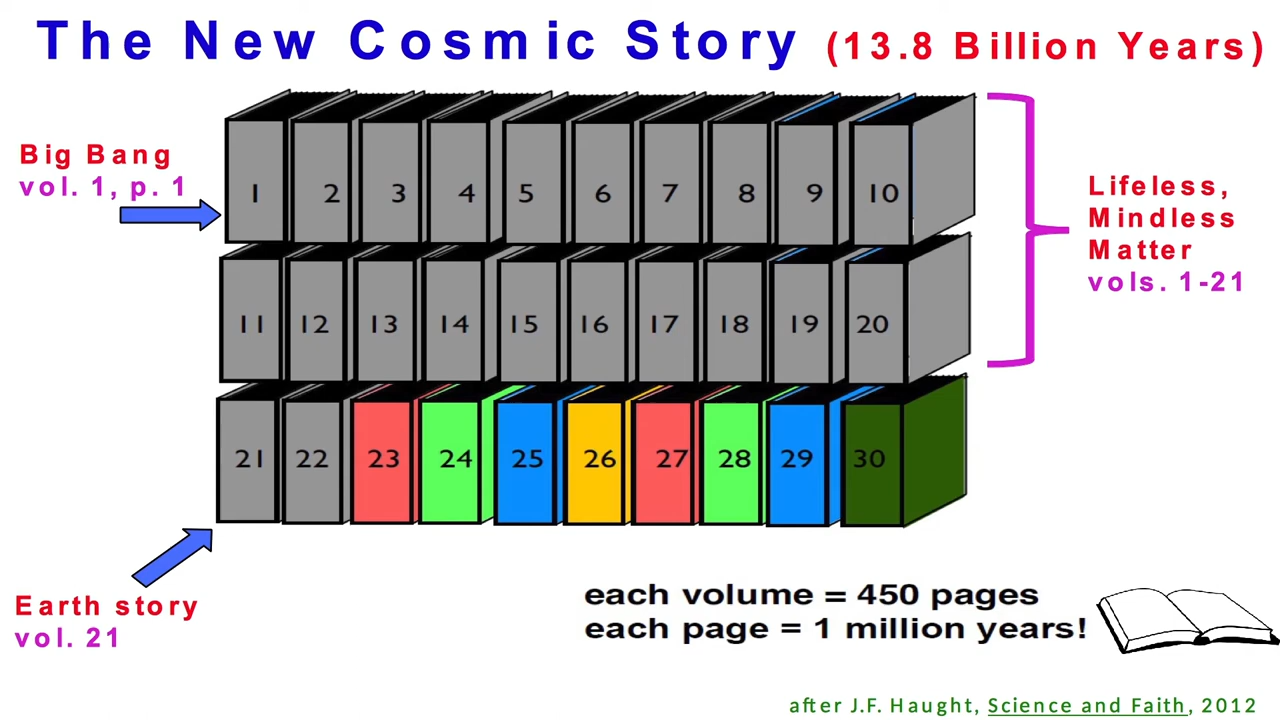 The New Cosmic Story (13.8 Billion Years)
Big Bang
vol. 1, p. 1
1 2 3 4 5 6 7 8 9 10
Lifeless,
Mindless
Matter
vols. 1-21
11 12 13 14 15 16 17 18 19 20
21 22 23 24 25 26 27 28 29 30
Earth story
vol. 21
each volume = 450 pages
each page = 1 million years!
after J.F. Haught, Science and Faith, 2012